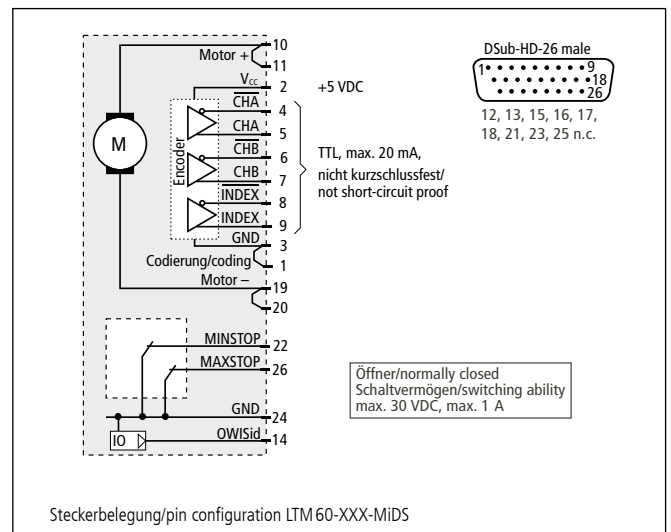 Motor + 10
11
Vcc 2 +5 VDC
CHA 4
CHA 5
CHB 6
CHB 7
INDEX 8
INDEX 9
GND 3
Codierung/coding 1
Motor – 19
20
M
Encoder
TTL, max. 20 mA,
nicht kurzschlussfest/
not short-circuit proof
DSub-HD-26 male
1 9
18
26
12, 13, 15, 16, 17,
18, 21, 23, 25 n.c.
MINSTOP 22
MAXSTOP 26
GND 24
IO OWISid 14
Öffner/normally closed
Schaltvermögen/switching ability
max. 30 VDC, max. 1 A
Steckerbelegung/pin configuration LTM 60-XXX-MiDS